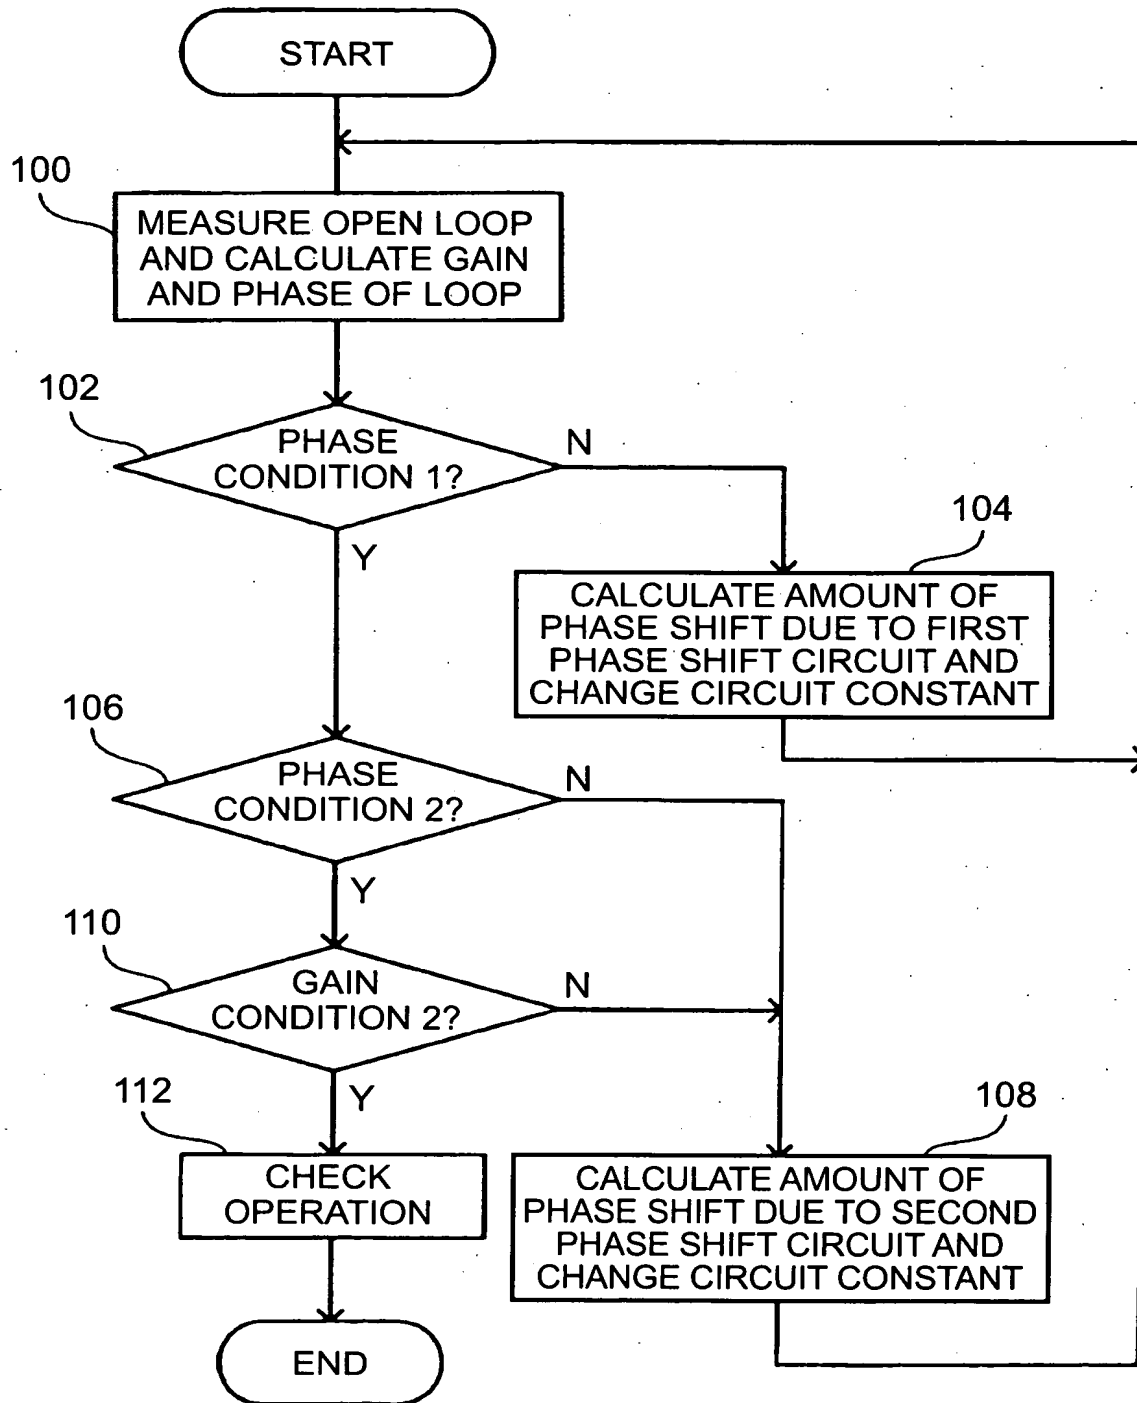 START
100
MEASURE OPEN LOOP
AND CALCULATE GAIN
AND PHASE OF LOOP
102
PHASE
CONDITION 1?
N
Y
104
CALCULATE AMOUNT OF
PHASE SHIFT DUE TO FIRST
PHASE SHIFT CIRCUIT AND
CHANGE CIRCUIT CONSTANT
106
PHASE
CONDITION 2?
N
Y
110
GAIN
CONDITION 2?
N
Y
112
CHECK
OPERATION
108
CALCULATE AMOUNT OF
PHASE SHIFT DUE TO SECOND
PHASE SHIFT CIRCUIT AND
CHANGE CIRCUIT CONSTANT
END